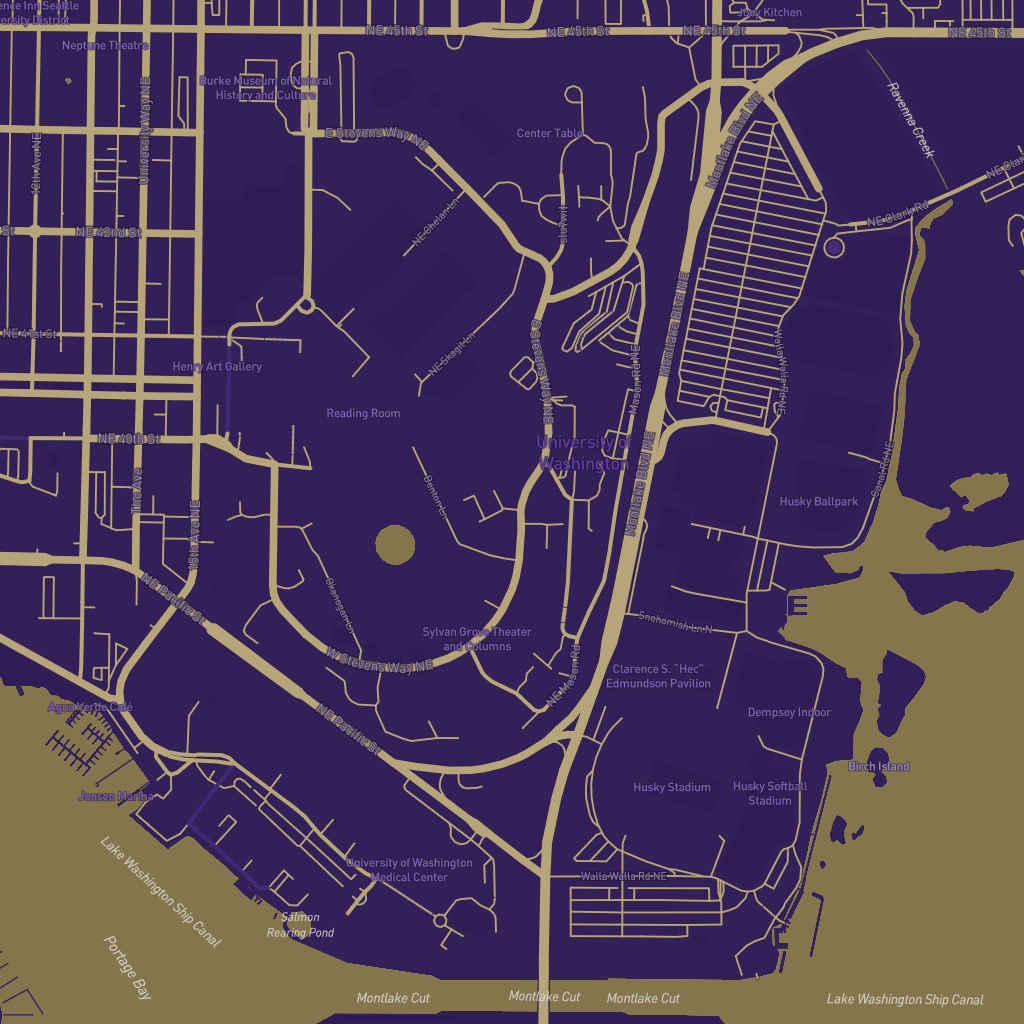 ence Inn Seattle
ersity District
Joey Kitchen
NE 45th St
NE 45th St
NE 45th St
NE 45th St
Neptune Theatre
Burke Museum of Natural
History and Culture
University Way NE
12th Ave NE
E Stevens Way NE
Center Table
Montlake Blvd NE
Ravenna Creek
NE Clar
NE Chelan Ln
hiw/slu
NE Clark Rd
St
NE 42nd St
Montlake Blvd NE
NE 41st St
Henry Art Gallery
NE Skagit Ln
E Stevens Way NE
Mason Rd NE
Walla Walla Rd NE
Reading Room
NE 40th St
University of
Washington
Montlake Blvd NE
Canal Rd NE
The Ave
15th Ave NE
Benton Ln
Husky Ballpark
NE Pacific St
Okanogan Ln
Snohomish Ln N
Sylvan Grove Theater
and Columns
W Stevens Way NE
NE Mason Rd
Clarence S. "Hec"
Edmundson Pavilion
Agua Verde Café
NE Pacific St
Dempsey Indoor
Birch Island
Jensen Marina
Husky Stadium
Husky Softball
Stadium
Lake Washington Ship Canal
University of Washington
Medical Center
Walla Walla Rd NE
Salmon
Rearing Pond
Portage Bay
Montlake Cut
Montlake Cut
Montlake Cut
Lake Washington Ship Canal